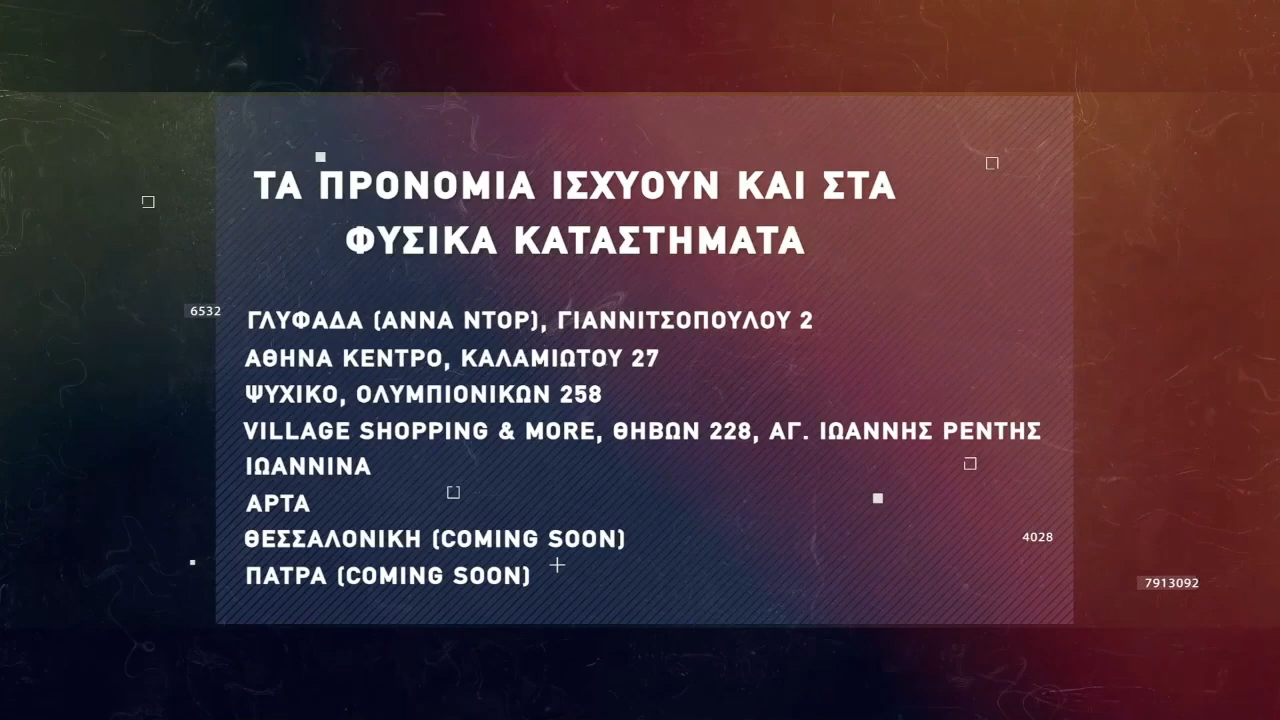 ΤΑ ΠΡΟΝΟΜΙΑ ΙΣΧΥΟΥΝ ΚΑΙ ΣΤΑ
ΦΥΣΙΚΑ ΚΑΤΑΣΤΗΜΑΤΑ
6532
ΓΛΥΦΑΔΑ (ΑΝΝΑ ΝΤΟΡ), ΓΙΑΝΝΙΤΣΟΠΟΥΛΟΥ 2
ΑΘΗΝΑ ΚΕΝΤΡΟ, ΚΑΛΑΜΙΩΤΟΥ 27
ΨΥΧΙΚΟ, ΟΛΥΜΠΙΟΝΙΚΩΝ 258
VILLAGE SHOPPING & MORE, ΘΗΒΩΝ 228, ΑΓ. ΙΩΑΝΝΗΣ ΡΕΝΤΗΣ
ΙΩΑΝΝΙΝΑ
ΑΡΤΑ
ΘΕΣΣΑΛΟΝΙΚΗ (COMING SOON)
4028
ΠΑΤΡΑ (COMING SOON)
7913092